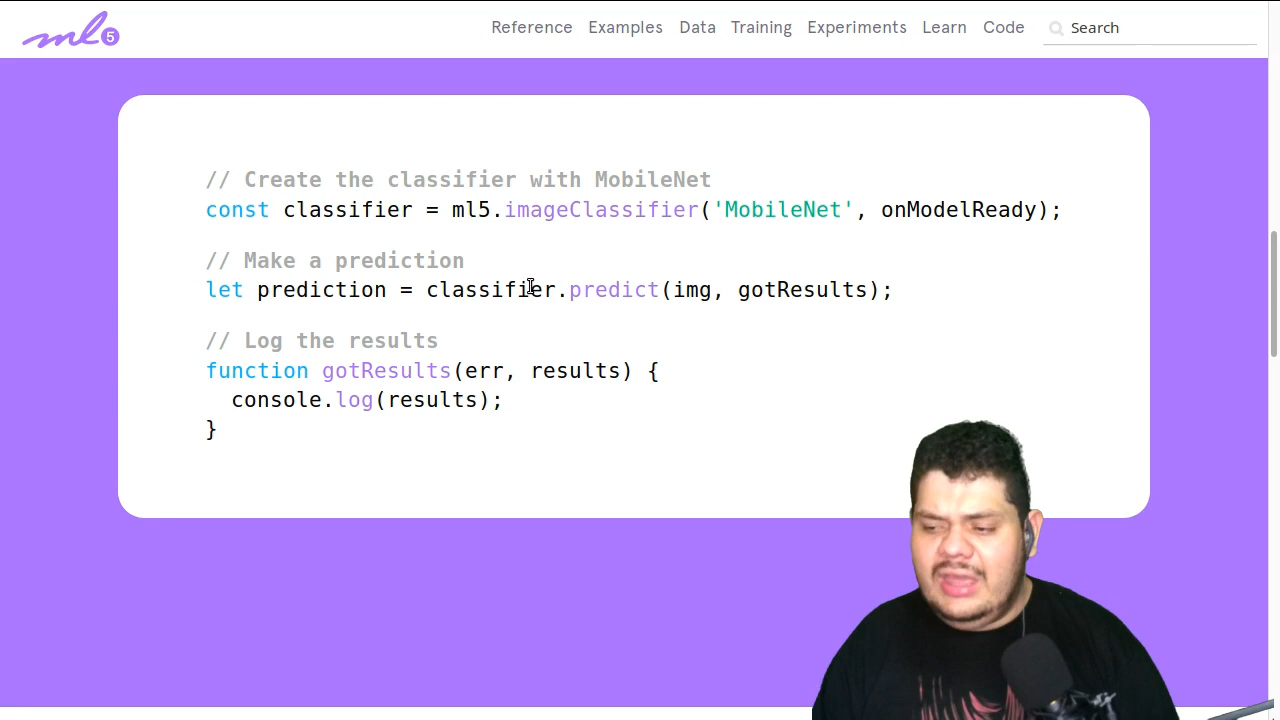 ml5
Reference Examples Data Training Experiments Learn Code Search
// Create the classifier with MobileNet
const classifier = ml5.imageClassifier('MobileNet', onModelReady);
// Make a prediction
let prediction = classifier.predict(img, gotResults);
// Log the results
function gotResults(err, results) {
  console.log(results);
}